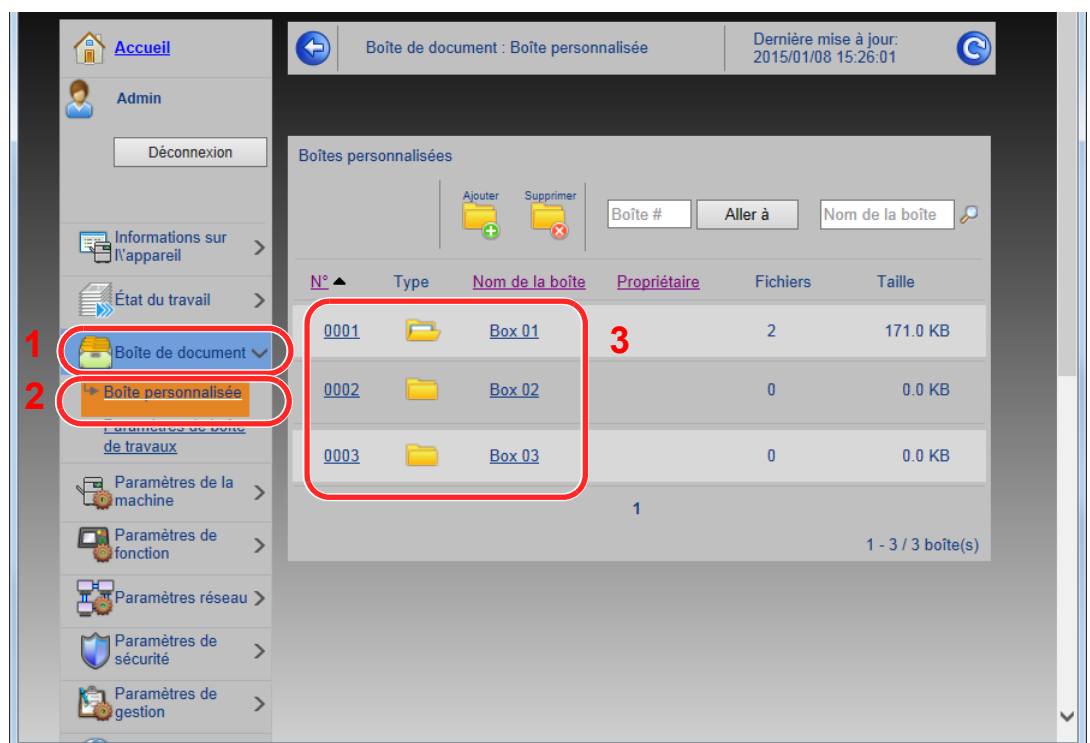 Accueil
Boîte de document : Boîte personnalisée
Dernière mise à jour:
2015/01/08 15:26:01
Admin
Déconnexion
Informations sur
l\'appareil
État du travail
1
Boîte de document
2
Boîte personnalisée
Paramètres de boîte
de travaux
Paramètres de la
machine
Paramètres de
fonction
Paramètres réseau
Paramètres de
sécurité
Paramètres de
gestion
Boîtes personnalisées
Ajouter Supprimer
Boîte # Aller à Nom de la boîte
N° Type Nom de la boîte Propriétaire Fichiers Taille
0001 Box 01 2 171.0 KB
3
0002 Box 02 0 0.0 KB
0003 Box 03 0 0.0 KB
1
1 - 3 / 3 boîte(s)